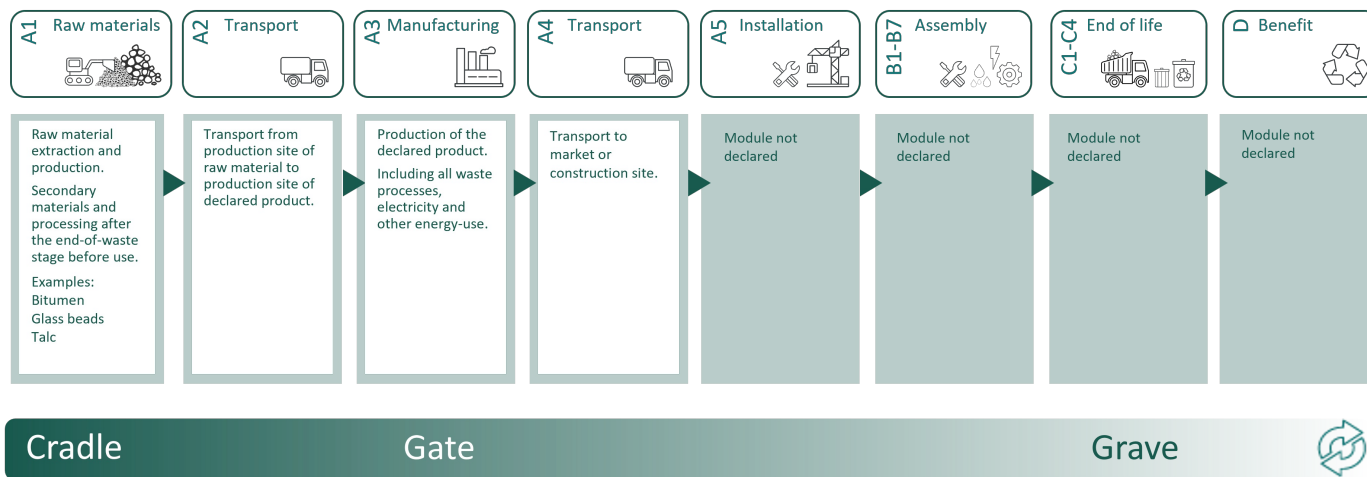 A1 Raw materials
A2 Transport
A3 Manufacturing
A4 Transport
A5 Installation
B1-B7 Assembly
C1-C4 End of life
D Benefit
Raw material
extraction and
production.
Secondary
materials and
processing after
the end-of-waste
stage before use.
Examples:
Bitumen
Glass beads
Talc
Transport from
production site of
raw material to
production site of
declared product.
Production of the
declared product.
Including all waste
processes,
electricity and
other energy-use.
Transport to
market or
construction site.
Module not
declared
Module not
declared
Module not
declared
Module not
declared
Cradle
Gate
Grave